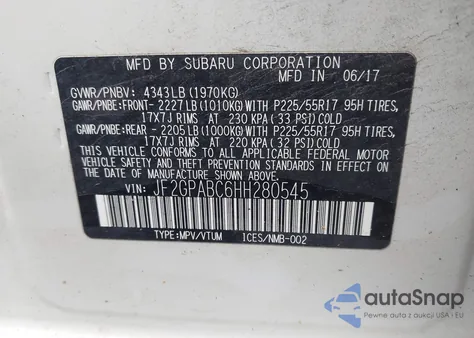 MFD BY SUBARU CORPORATION
GVWR/PNBV: 4343LB (1970KG) IN 06/17
GAWR/PNBE:FRONT- 2227LB (1010KG)WITH P225/55R17 95H TIRES,
17X7J RIMS AT 230 KPA (33 PSI)COLD
GAWR/PNBE:REAR - 2205LB(1000KG)WITH P225/55R17 95H TIRES,
17X7J RIMS AT 220 KPA (32 PSI)COLD
THIS VEHICLE CONFORMS TO ALL APPLICABLE FEDERAL MOTOR VEHICLE
SAFETY, BUMPER, AND THEFT PREVENTION STANDARDS IN EFFECT ON
THE DATE OF MANUFACTURE SHOWN ABOVE.
JF2GPABC6HH280545
TYPE:MPV/VTUM ICES/NMB-002
autoSnap
Pewne auta z aukcji USA - EU